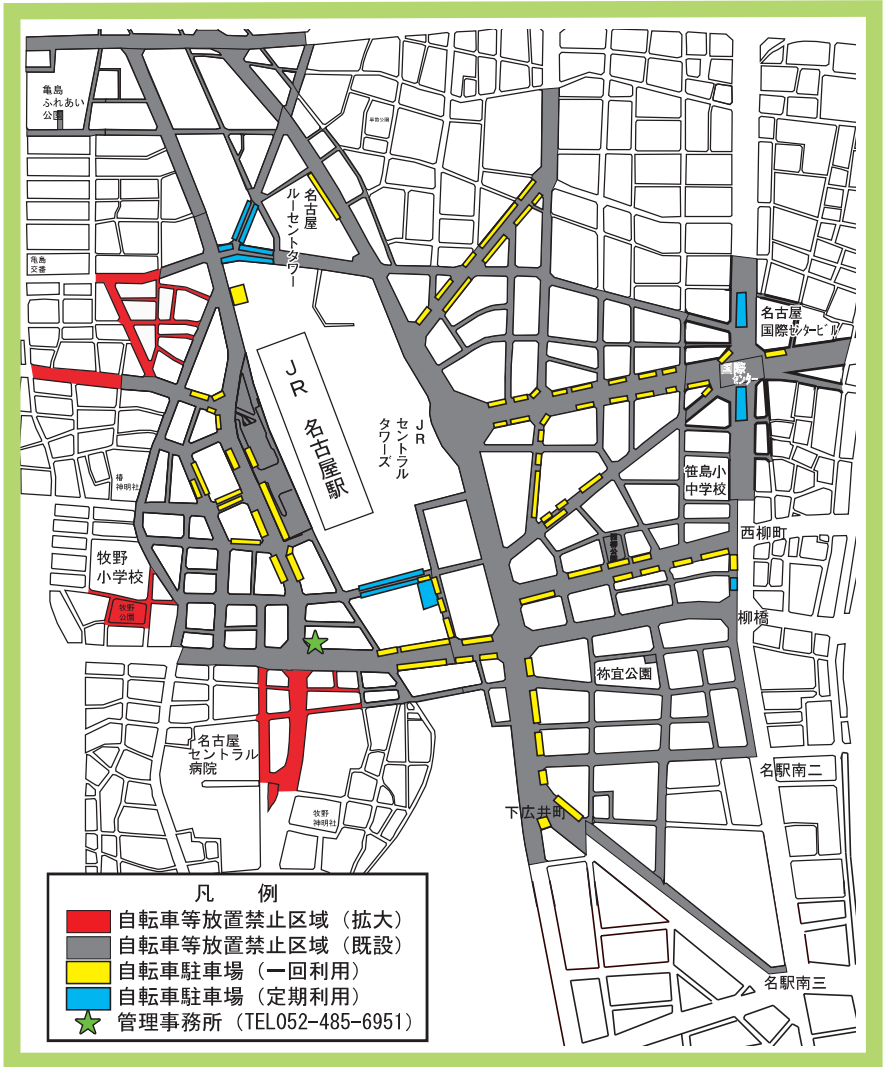 亀島
ふれあい
公園
名古屋
ルーセントタワー
亀島
交番
名古屋
国際センタービル
国際
センター
JR 名古屋駅
JR
セントラル
タワーズ
笹島小
中学校
椿
神明社
西柳町
牧野
小学校
牧野
公園
柳橋
祢宜公園
名古屋
セントラル
病院
名駅南二
牧野
神明社
下広井町
名駅南三
凡 例
自転車等放置禁止区域（拡大）
自転車等放置禁止区域（既設）
自転車駐車場（一回利用）
自転車駐車場（定期利用）
管理事務所（TEL052-485-6951）